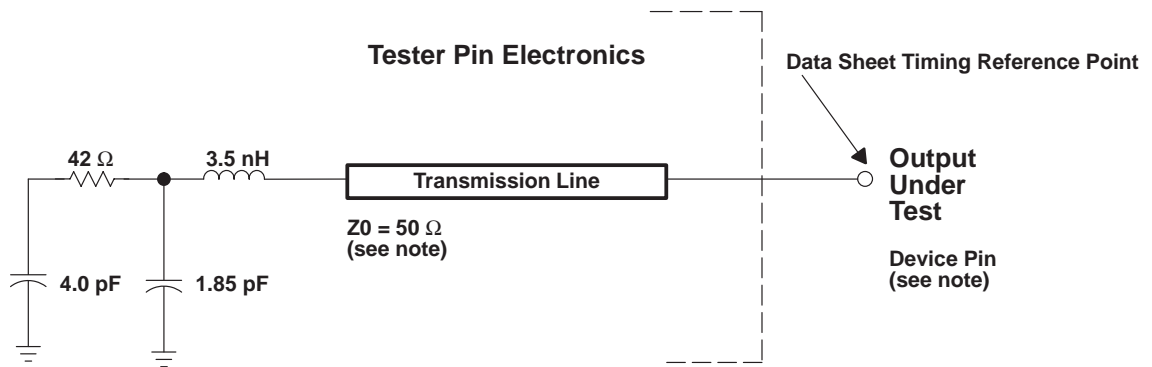 Tester Pin Electronics
Data Sheet Timing Reference Point
42 Ω
3.5 nH
Transmission Line
Output
Under
Test
Z0 = 50 Ω
(see note)
Device Pin
(see note)
4.0 pF
1.85 pF